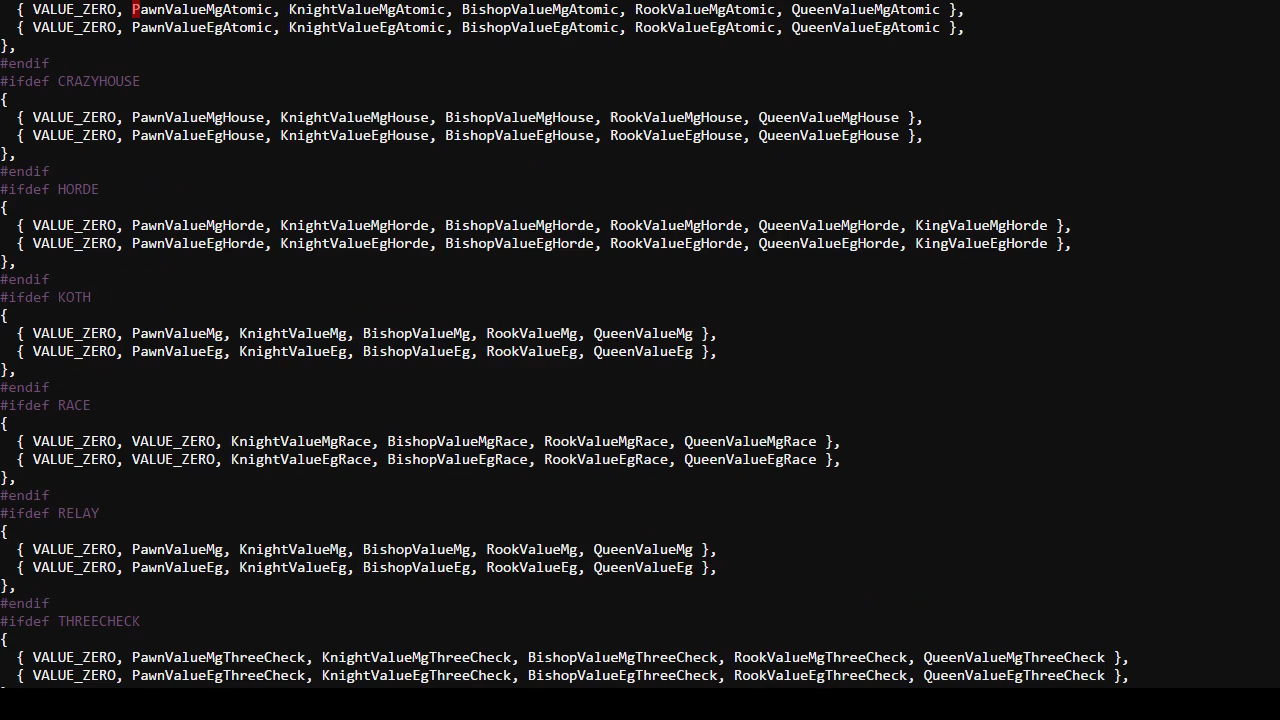 { VALUE_ZERO, PawnValueMgAtomic, KnightValueMgAtomic, BishopValueMgAtomic, RookValueMgAtomic, QueenValueMgAtomic },
  { VALUE_ZERO, PawnValueEgAtomic, KnightValueEgAtomic, BishopValueEgAtomic, RookValueEgAtomic, QueenValueEgAtomic },
},
#endif
#ifdef CRAZYHOUSE
{
  { VALUE_ZERO, PawnValueMgHouse, KnightValueMgHouse, BishopValueMgHouse, RookValueMgHouse, QueenValueMgHouse },
  { VALUE_ZERO, PawnValueEgHouse, KnightValueEgHouse, BishopValueEgHouse, RookValueEgHouse, QueenValueEgHouse },
},
#endif
#ifdef HORDE
{
  { VALUE_ZERO, PawnValueMgHorde, KnightValueMgHorde, BishopValueMgHorde, RookValueMgHorde, QueenValueMgHorde, KingValueMgHorde },
  { VALUE_ZERO, PawnValueEgHorde, KnightValueEgHorde, BishopValueEgHorde, RookValueEgHorde, QueenValueEgHorde, KingValueEgHorde },
},
#endif
#ifdef KOTH
{
  { VALUE_ZERO, PawnValueMg, KnightValueMg, BishopValueMg, RookValueMg, QueenValueMg },
  { VALUE_ZERO, PawnValueEg, KnightValueEg, BishopValueEg, RookValueEg, QueenValueEg },
},
#endif
#ifdef RACE
{
  { VALUE_ZERO, VALUE_ZERO, KnightValueMgRace, BishopValueMgRace, RookValueMgRace, QueenValueMgRace },
  { VALUE_ZERO, VALUE_ZERO, KnightValueEgRace, BishopValueEgRace, RookValueEgRace, QueenValueEgRace },
},
#endif
#ifdef RELAY
{
  { VALUE_ZERO, PawnValueMg, KnightValueMg, BishopValueMg, RookValueMg, QueenValueMg },
  { VALUE_ZERO, PawnValueEg, KnightValueEg, BishopValueEg, RookValueEg, QueenValueEg },
},
#endif
#ifdef THREECHECK
{
  { VALUE_ZERO, PawnValueMgThreeCheck, KnightValueMgThreeCheck, BishopValueMgThreeCheck, RookValueMgThreeCheck, QueenValueMgThreeCheck },
  { VALUE_ZERO, PawnValueEgThreeCheck, KnightValueEgThreeCheck, BishopValueEgThreeCheck, RookValueEgThreeCheck, QueenValueEgThreeCheck },